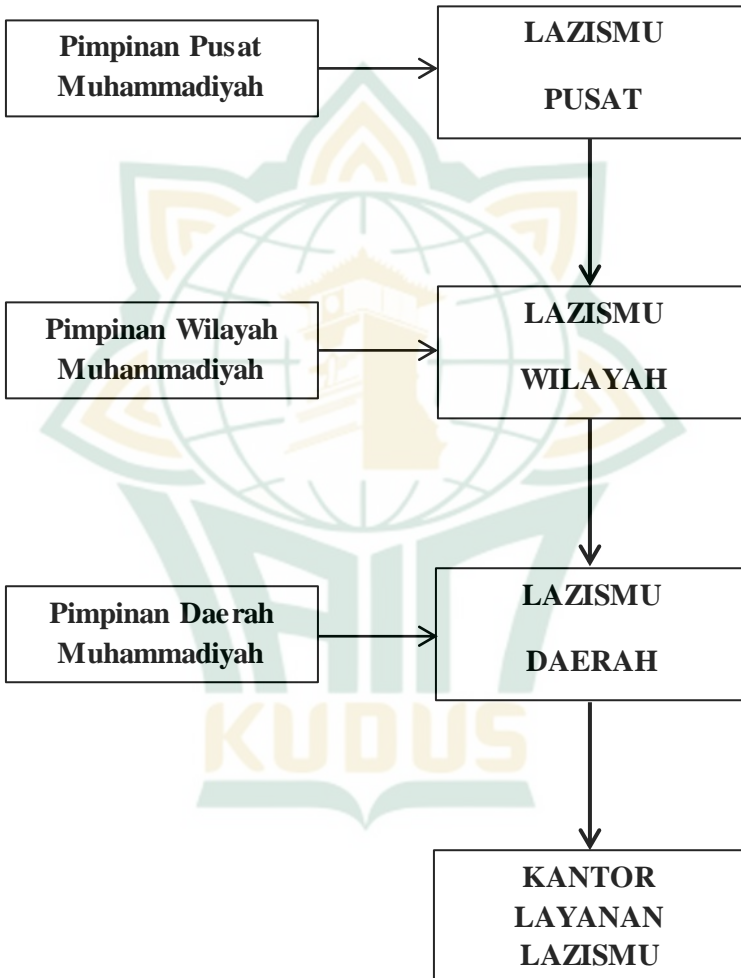 Pimpinan Pusat
Muhammadiyah
LAZISMU
PUSAT
Pimpinan Wilayah
Muhammadiyah
LAZISMU
WILAYAH
Pimpinan Daerah
Muhammadiyah
LAZISMU
DAERAH
IAIN
KUDUS
KANTOR
LAYANAN
LAZISMU